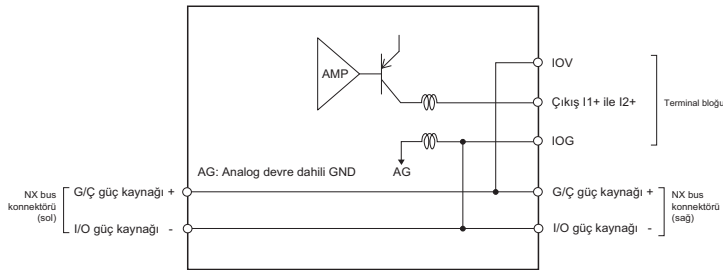 AMP
IOV
Çıkış I1+ ile I2+
Terminal bloğu
IOG
AG: Analog devre dahili GND
AG
NX bus
konnektörü
(sol)
G/Ç güç kaynağı +
I/O güç kaynağı -
G/Ç güç kaynağı +
I/O güç kaynağı -
NX bus
konnektörü
(sağ)